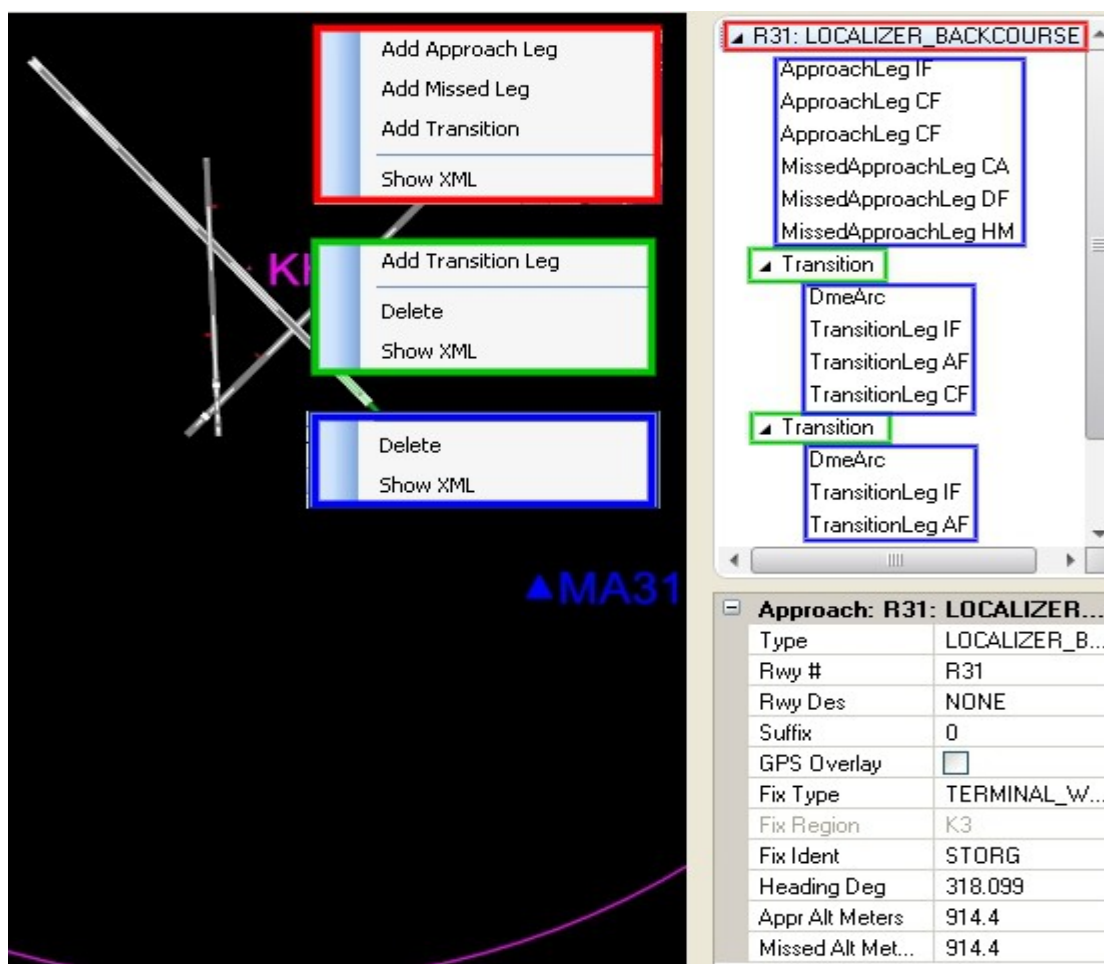 Add Approach Leg
Add Missed Leg
Add Transition
Show XML
Add Transition Leg
Delete
Show XML
Delete
Show XML
MA31
R31: LOCALIZER_BACKCOURSE
ApproachLeg IF
ApproachLeg CF
ApproachLeg CF
MissedApproachLeg CA
MissedApproachLeg DF
MissedApproachLeg HM
Transition
DmeArc
TransitionLeg IF
TransitionLeg AF
TransitionLeg CF
Transition
DmeArc
TransitionLeg IF
TransitionLeg AF
Approach: R31: LOCALIZER...
Type LOCALIZER_B...
Rwy # R31
Rwy Des NONE
Suffix 0
GPS Overlay
Fix Type TERMINAL_W...
Fix Region K3
Fix Ident STORG
Heading Deg 318.099
Appr Alt Meters 914.4
Missed Alt Met... 914.4